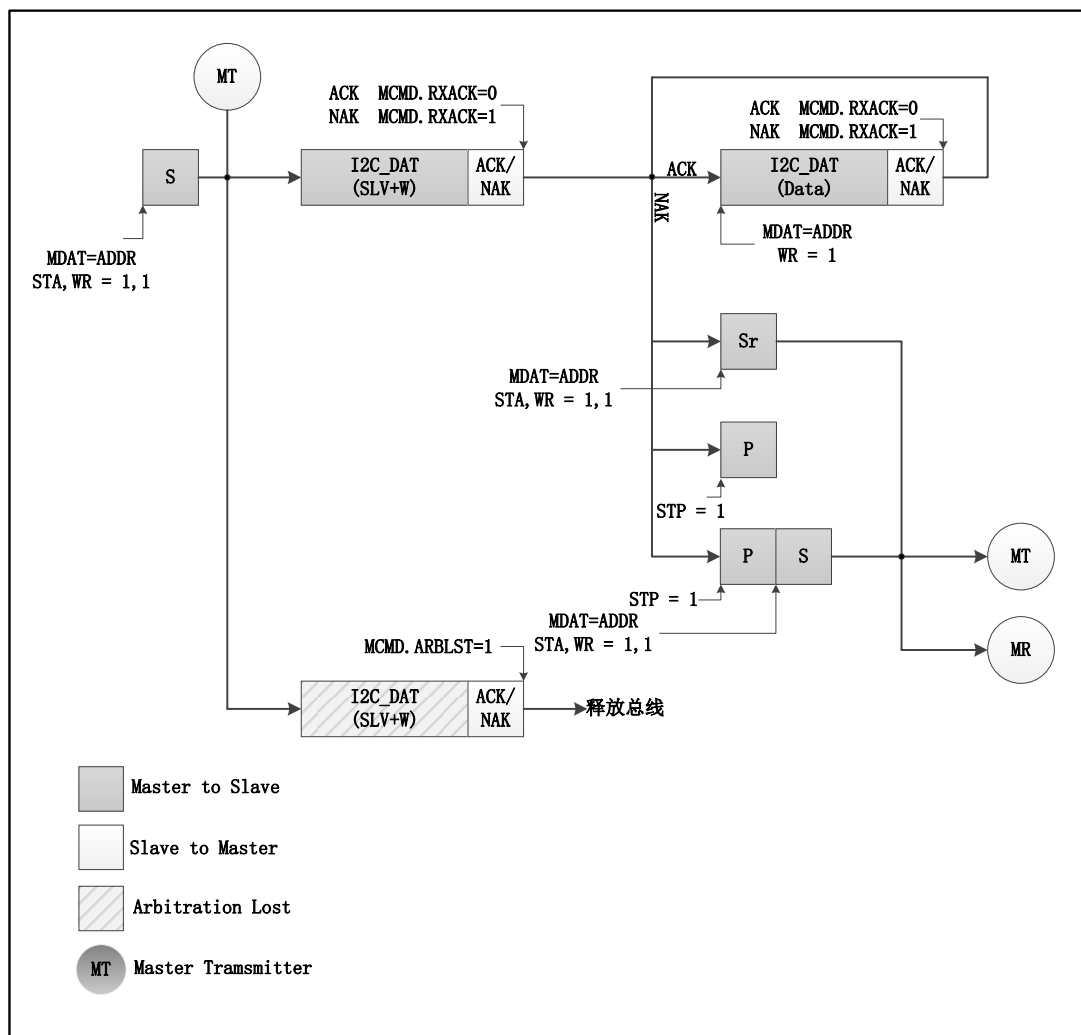 MT
ACK MCMD.RXACK=0
NAK MCMD.RXACK=1
ACK MCMD.RXACK=0
NAK MCMD.RXACK=1
S
I2C_DAT
(SLV+W)
ACK/
NAK
ACK
NAK
I2C_DAT
(Data)
ACK/
NAK
MDAT=ADDR
STA,WR = 1,1
MDAT=ADDR
WR = 1
Sr
MDAT=ADDR
STA,WR = 1,1
P
STP = 1
P
S
MT
STP = 1
MDAT=ADDR
STA,WR = 1,1
MR
MCMD.ARBLST=1
I2C_DAT
(SLV+W)
ACK/
NAK
释放总线
Master to Slave
Slave to Master
Arbitration Lost
MT
Master Tramsmitter